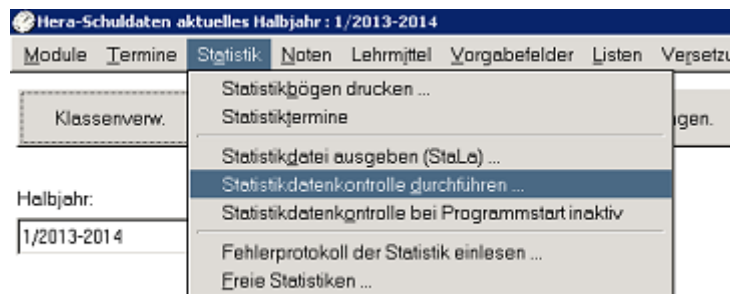 Hera-Schuldaten aktuelles Halbjahr : 1/2013-2014
Module Termine Statistik Noten Lehrmittel Vorgabefelder Listen Versetzu
Statistikbögen drucken ...
Statistiktermine
Klassenverw.
gen.
Statistikdatei ausgeben (StaLa) ...
Statistikdatenkontrolle durchführen ...
Halbjahr:
Statistikdatenkontrolle bei Programmstart inaktiv
1/2013-2014
Fehlerprotokoll der Statistik einlesen ...
Freie Statistiken ...